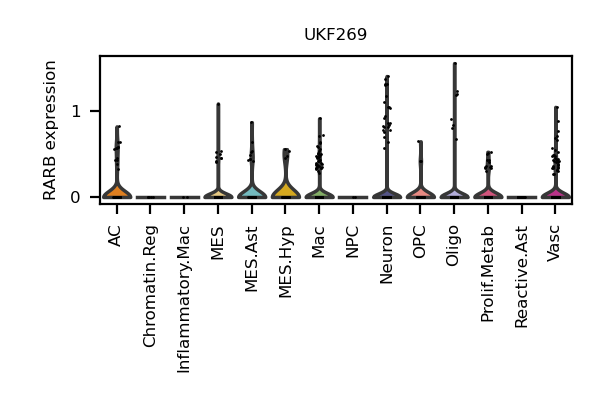 UKF269
RARB expression
1
0
AC
Chromatin.Reg
Inflammatory.Mac
MES
MES.Ast
MES.Hyp
Mac
NPC
Neuron
OPC
Oligo
Prolif.Metab
Reactive.Ast
Vasc